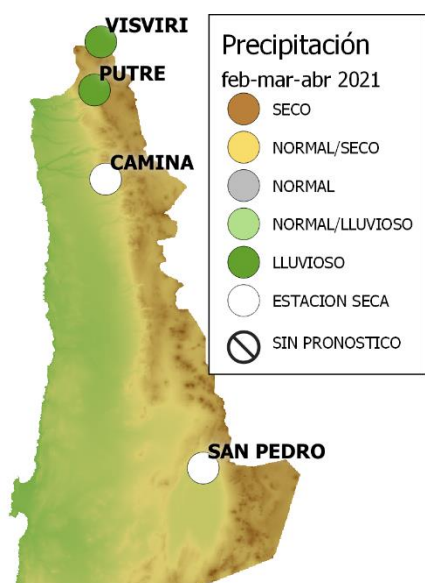 VISVIRI
PUTRE
CAMINA
SAN PEDRO
Precipitación
feb-mar-abr 2021
SECO
NORMAL/SECO
NORMAL
NORMAL/LLUVIOSO
LLUVIOSO
ESTACION SECA
SIN PRONOSTICO